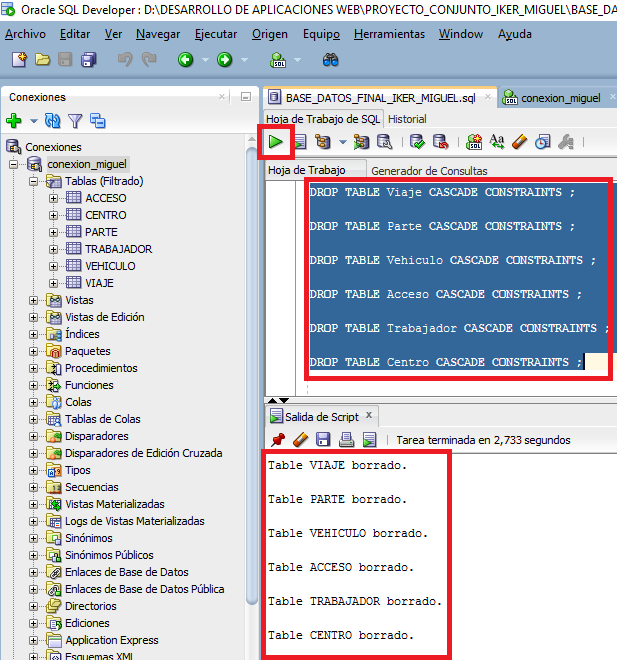 Oracle SQL Developer : D:\DESARROLLO DE APLICACIONES WEB\PROYECTO_CONJUNTO_IKER_MIGUEL\BASE_DA
Archivo Editar Ver Navegar Ejecutar Origen Equipo Herramientas Window Ayuda
Conexiones
Conexiones
conexion_miguel
Tablas (Filtrado)
ACCESO
CENTRO
PARTE
TRABAJADOR
VEHICULO
VIAJE
Vistas
Vistas de Edición
Índices
Paquetes
Procedimientos
Funciones
Colas
Tablas de Colas
Disparadores
Disparadores de Edición Cruzada
Tipos
Secuencias
Vistas Materializadas
Logs de Vistas Materializadas
Sinónimos
Sinónimos Públicos
Enlaces de Base de Datos
Enlaces de Base de Datos Pública
Directorios
Ediciones
Application Express
Esquemas XML
BASE_DATOS_FINAL_IKER_MIGUEL.sql conexion_miguel
Hoja de Trabajo de SQL Historial
Hoja de Trabajo Generador de Consultas
DROP TABLE Viaje CASCADE CONSTRAINTS ;
DROP TABLE Parte CASCADE CONSTRAINTS ;
DROP TABLE Vehiculo CASCADE CONSTRAINTS ;
DROP TABLE Acceso CASCADE CONSTRAINTS ;
DROP TABLE Trabajador CASCADE CONSTRAINTS ;
DROP TABLE Centro CASCADE CONSTRAINTS ;
Salida de Script
Tarea terminada en 2,733 segundos
Table VIAJE borrado.
Table PARTE borrado.
Table VEHICULO borrado.
Table ACCESO borrado.
Table TRABAJADOR borrado.
Table CENTRO borrado.